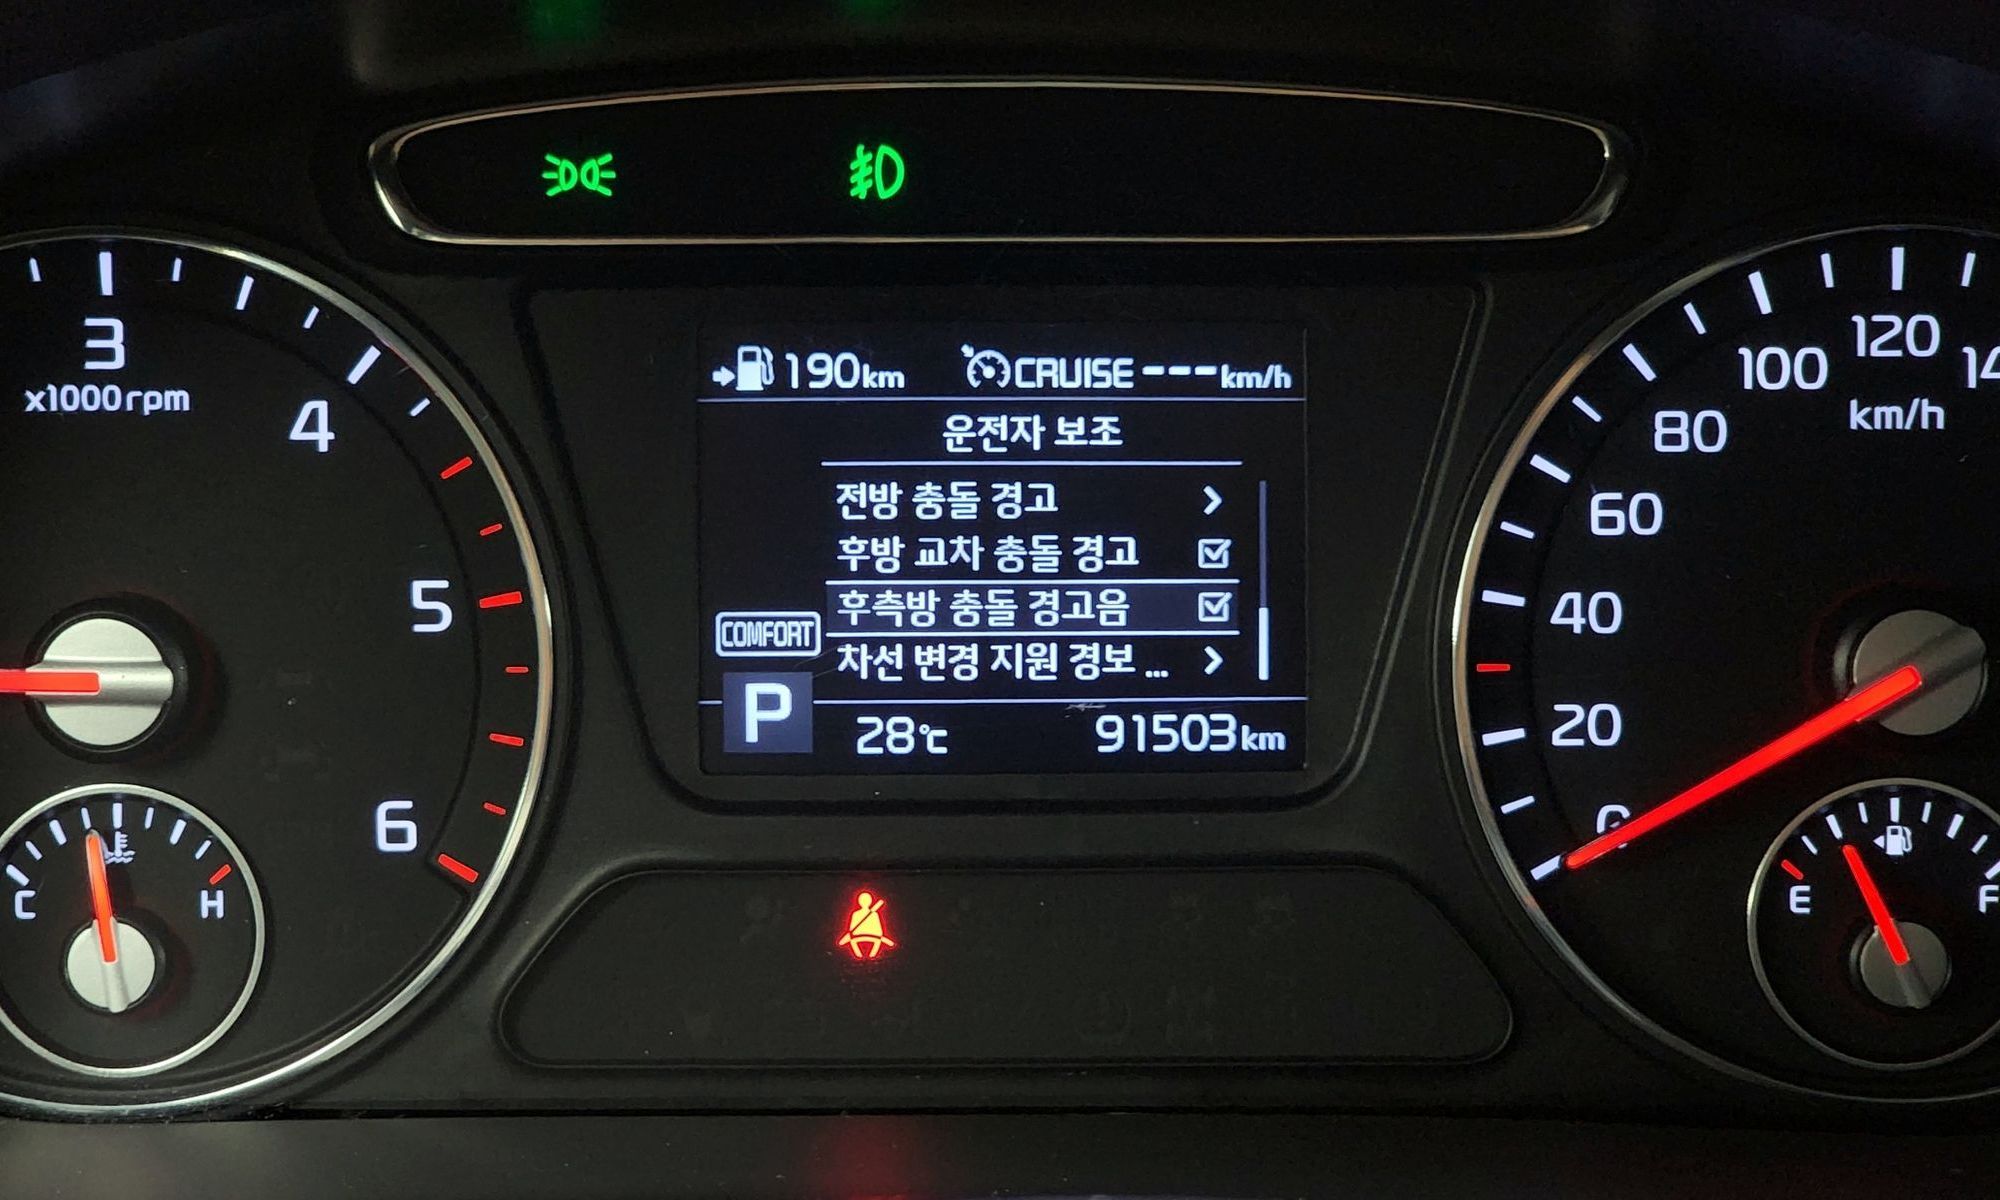 3
x1000rpm
4
5
6
C
H
190km
CRUISE ---km/h
운전자 보조
전방 충돌 경고
후방 교차 충돌 경고
후측방 충돌 경고음
차선 변경 지원 경보 ...
COMFORT
P
28℃
91503km
120
100
km/h
80
60
40
20
0
E
F